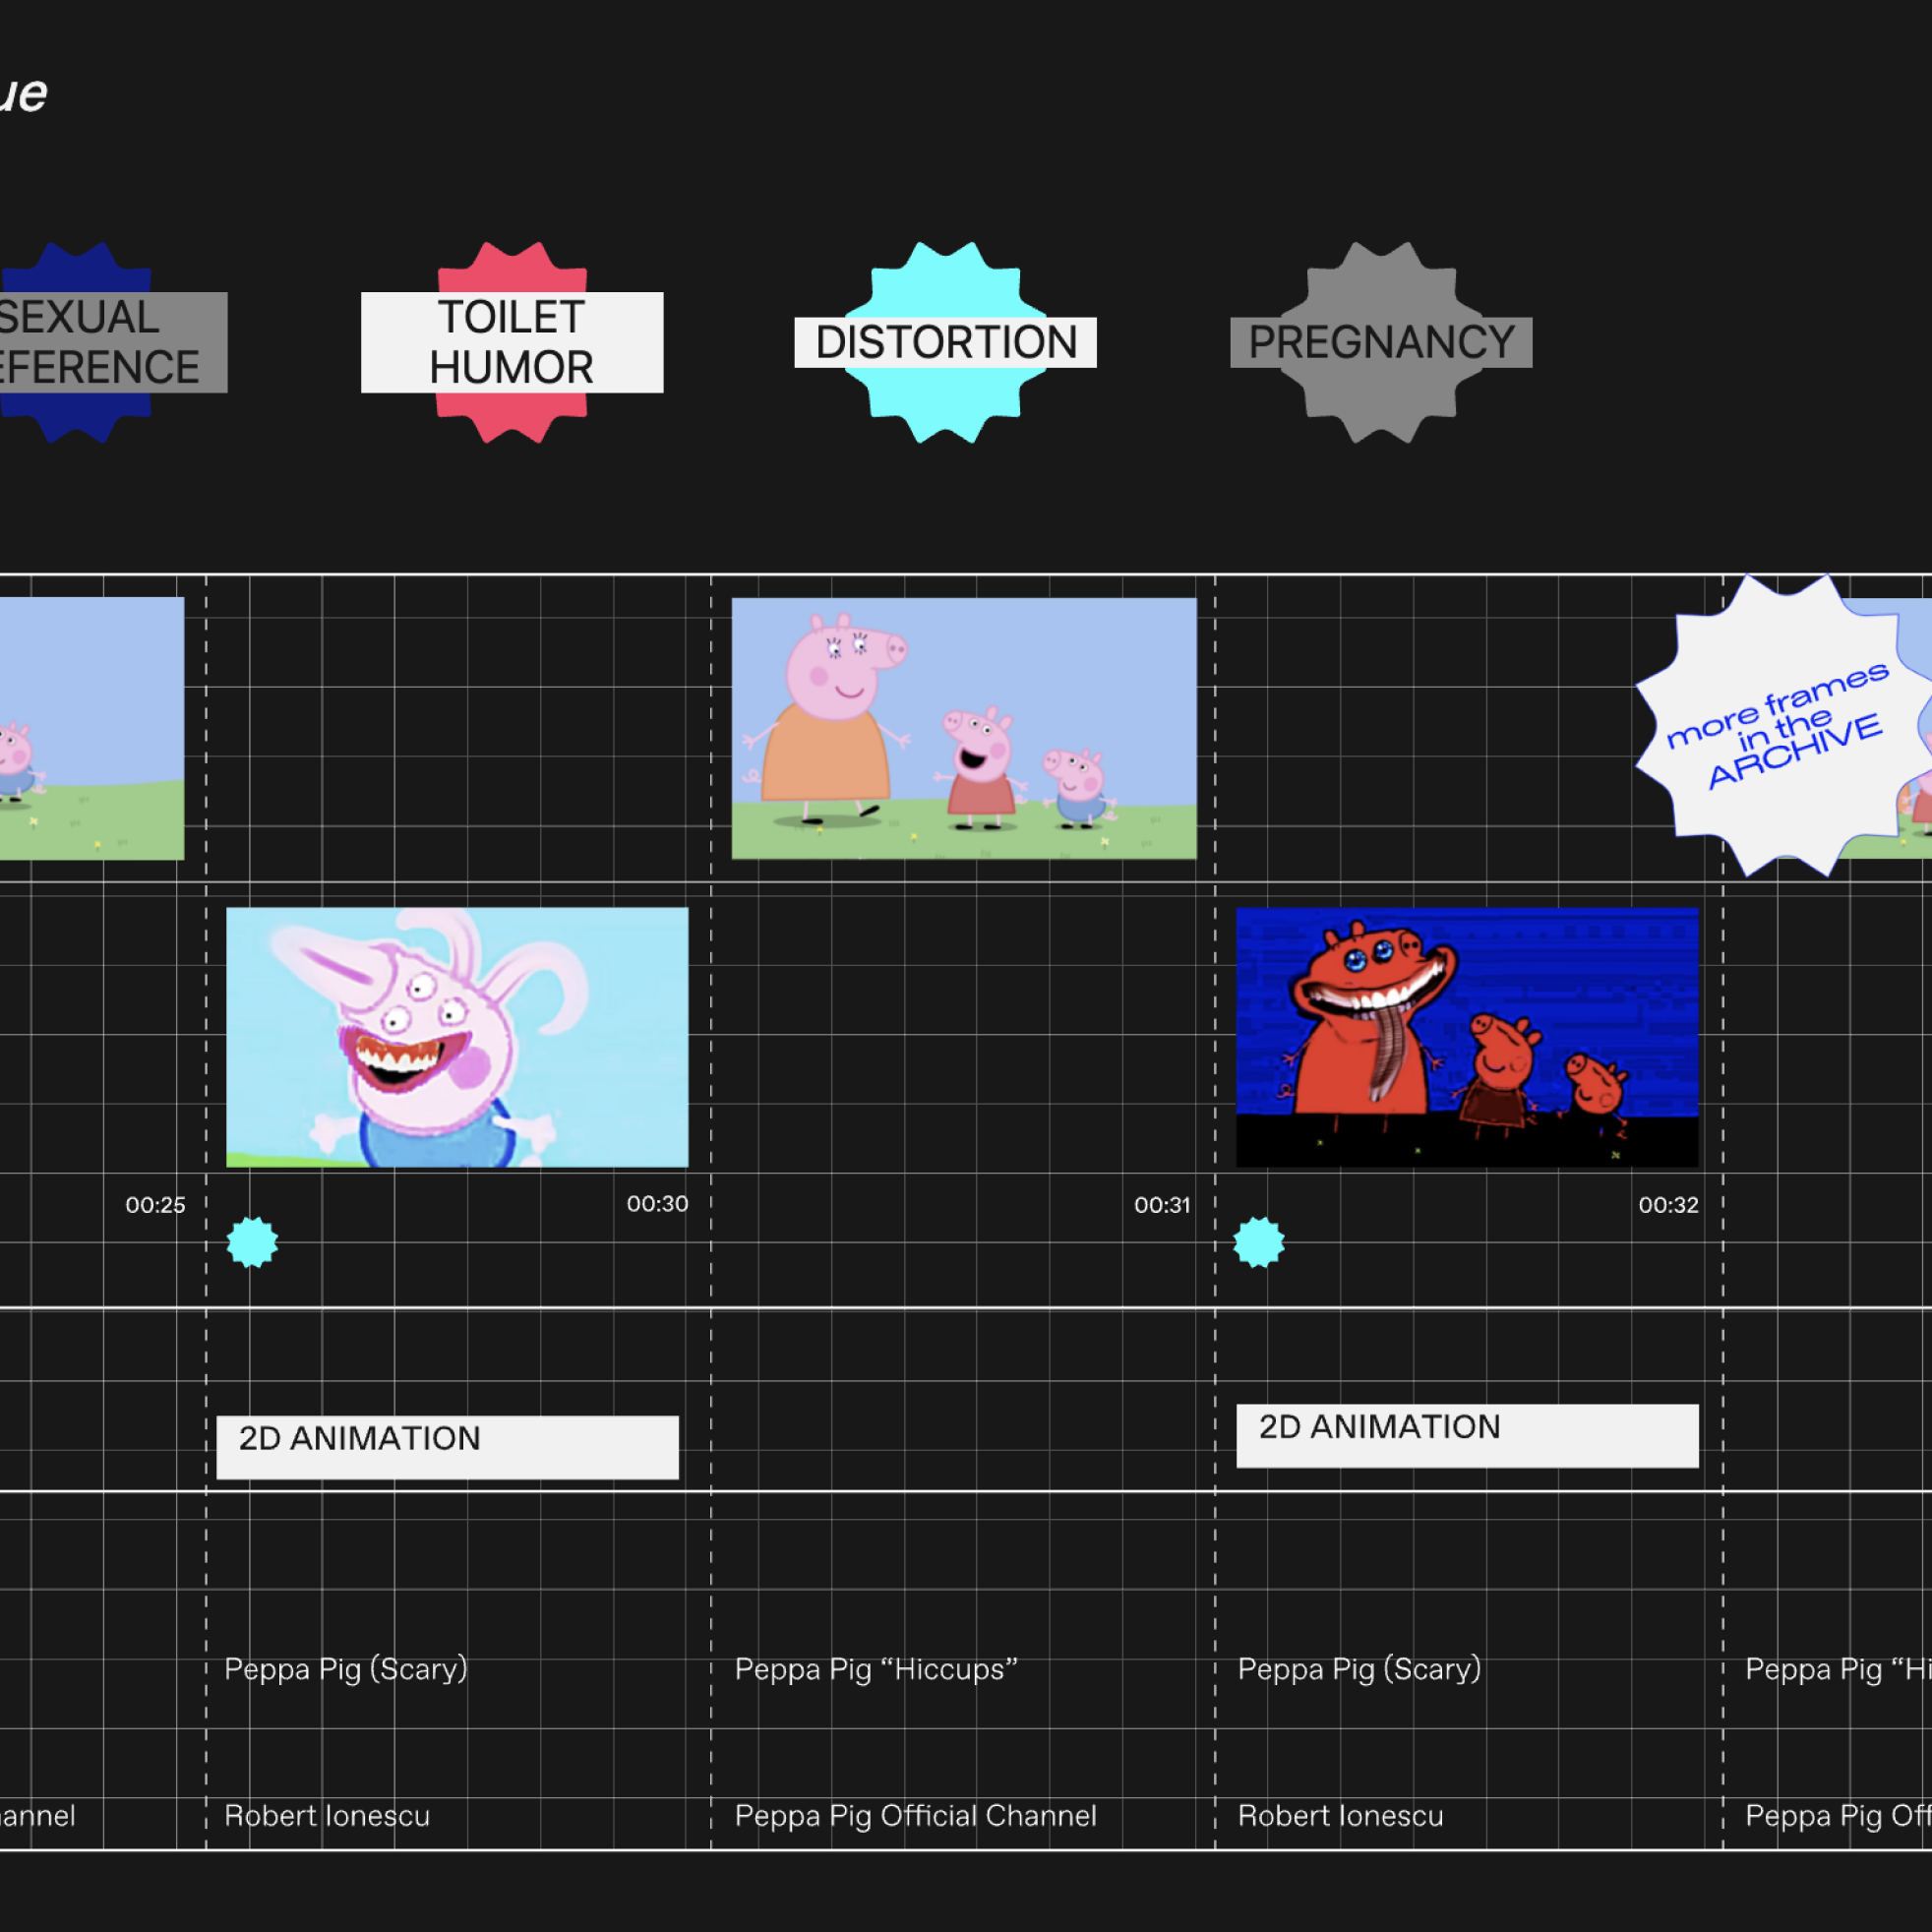 ue
SEXUAL
EFERENCE
TOILET
HUMOR
DISTORTION
PREGNANCY
more frames
in the
ARCHIVE
00:25
00:30
00:31
00:32
2D ANIMATION
2D ANIMATION
Peppa Pig (Scary)
Peppa Pig “Hiccups”
Peppa Pig (Scary)
Peppa Pig “Hi
annel
Robert Ionescu
Peppa Pig Official Channel
Robert Ionescu
Peppa Pig Off